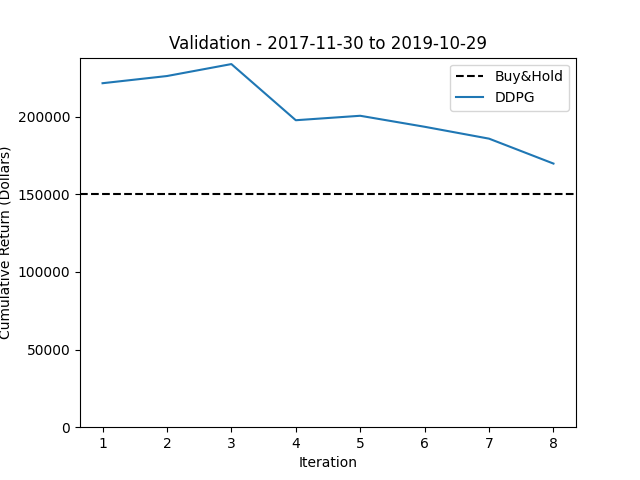 Validation - 2017-11-30 to 2019-10-29
Buy&Hold
DDPG
Cumulative Return (Dollars)
200000
150000
100000
50000
0
1 2 3 4 5 6 7 8
Iteration